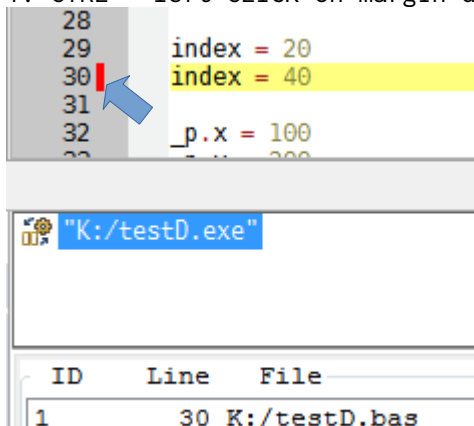 28
29 index = 20
30 index = 40
31
32 _p.x = 100
"K:/testD.exe"
ID Line File
1 30 K:/testD.bas